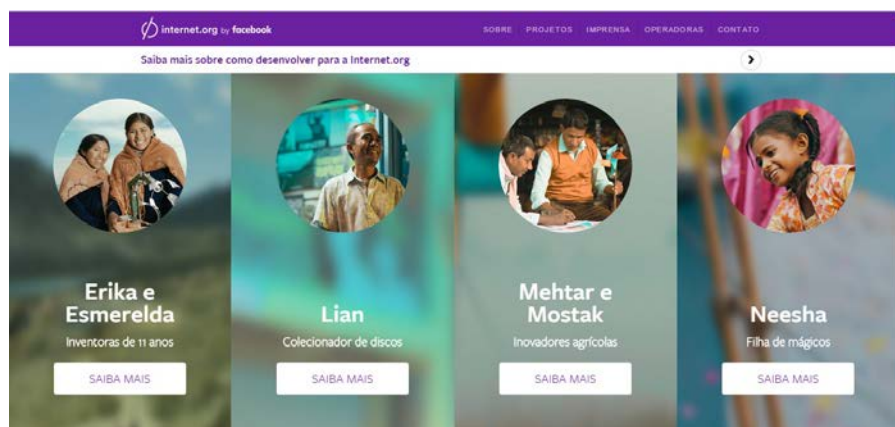 internet.org by facebook
SOBRE PROJETOS IMPRENSA OPERADORAS CONTATO
Saiba mais sobre como desenvolver para a Internet.org
Erika e
Esmerelda
Inventoras de 11 anos
SAIBA MAIS
Lian
Colecionador de discos
SAIBA MAIS
Mehtar e
Mostak
Inovadores agrícolas
SAIBA MAIS
Neesha
Filha de mágicos
SAIBA MAIS